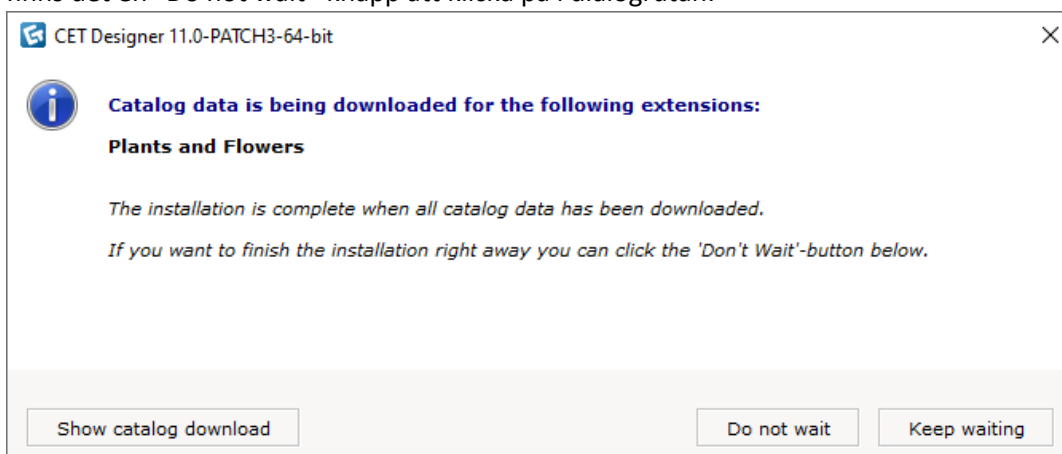 CET Designer 11.0-PATCH3-64-bit
Catalog data is being downloaded for the following extensions:
Plants and Flowers
The installation is complete when all catalog data has been downloaded.
If you want to finish the installation right away you can click the 'Don't Wait'-button below.
Show catalog download
Do not wait
Keep waiting